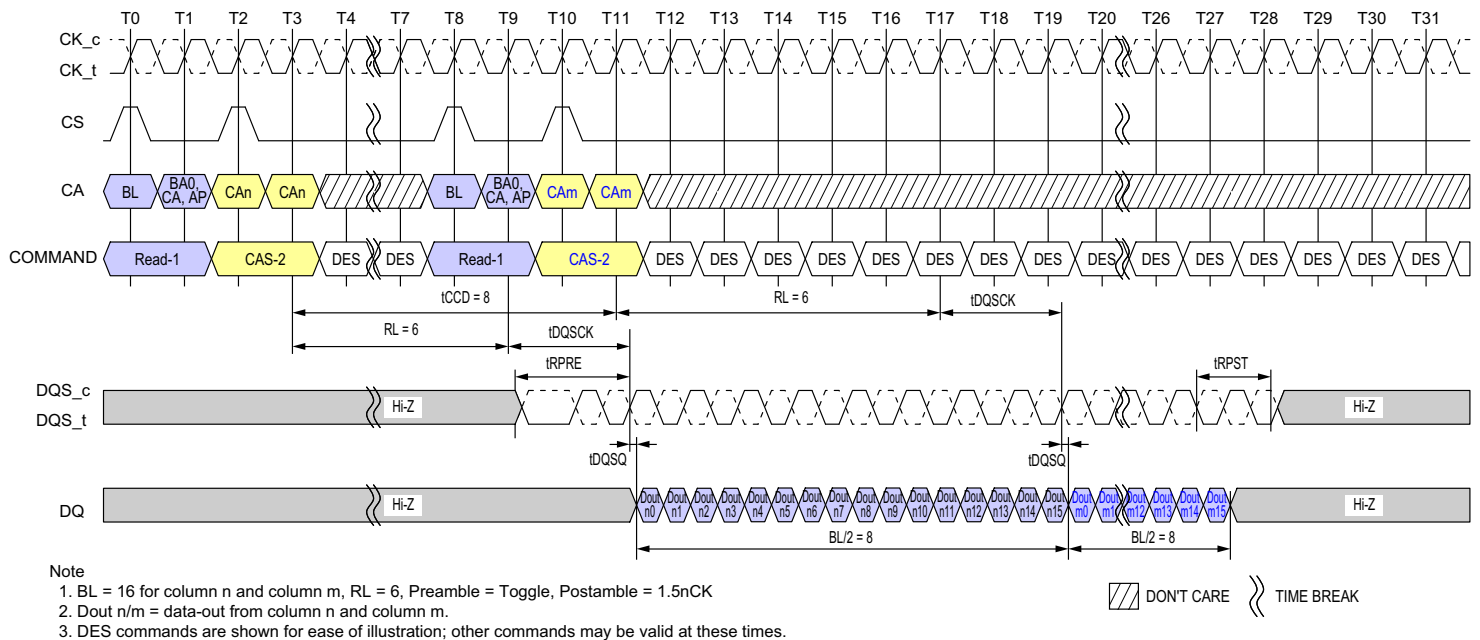 T0 T1 T2 T3 T4 T7 T8 T9 T10 T11 T12 T13 T14 T15 T16 T17 T18 T19 T20 T26 T27 T28 T29 T30 T31
CK_c
CK_t
CS
CA BL BA0, CA, AP CAn CAn BL BA0, CA, AP CAm CAm
COMMAND Read-1 CAS-2 DES DES Read-1 CAS-2 DES DES DES DES DES DES DES DES DES DES DES DES DES DES DES
tCCD = 8 RL = 6 tDQSCK
RL = 6 tDQSCK
tRPRE tRPST
DQS_c
Hi-Z Hi-Z
DQS_t
tDQSQ tDQSQ
DQ Hi-Z Dout n0 Dout n1 Dout n2 Dout n3 Dout n4 Dout n5 Dout n6 Dout n7 Dout n8 Dout n9 Dout n10 Dout n11 Dout n12 Dout n13 Dout n14 Dout n15 Dout m0 Dout m1 Dout m12 Dout m13 Dout m14 Dout m15 Hi-Z
BL/2 = 8 BL/2 = 8
Note
1. BL = 16 for column n and column m, RL = 6, Preamble = Toggle, Postamble = 1.5nCK
2. Dout n/m = data-out from column n and column m.
3. DES commands are shown for ease of illustration; other commands may be valid at these times.
DON'T CARE TIME BREAK